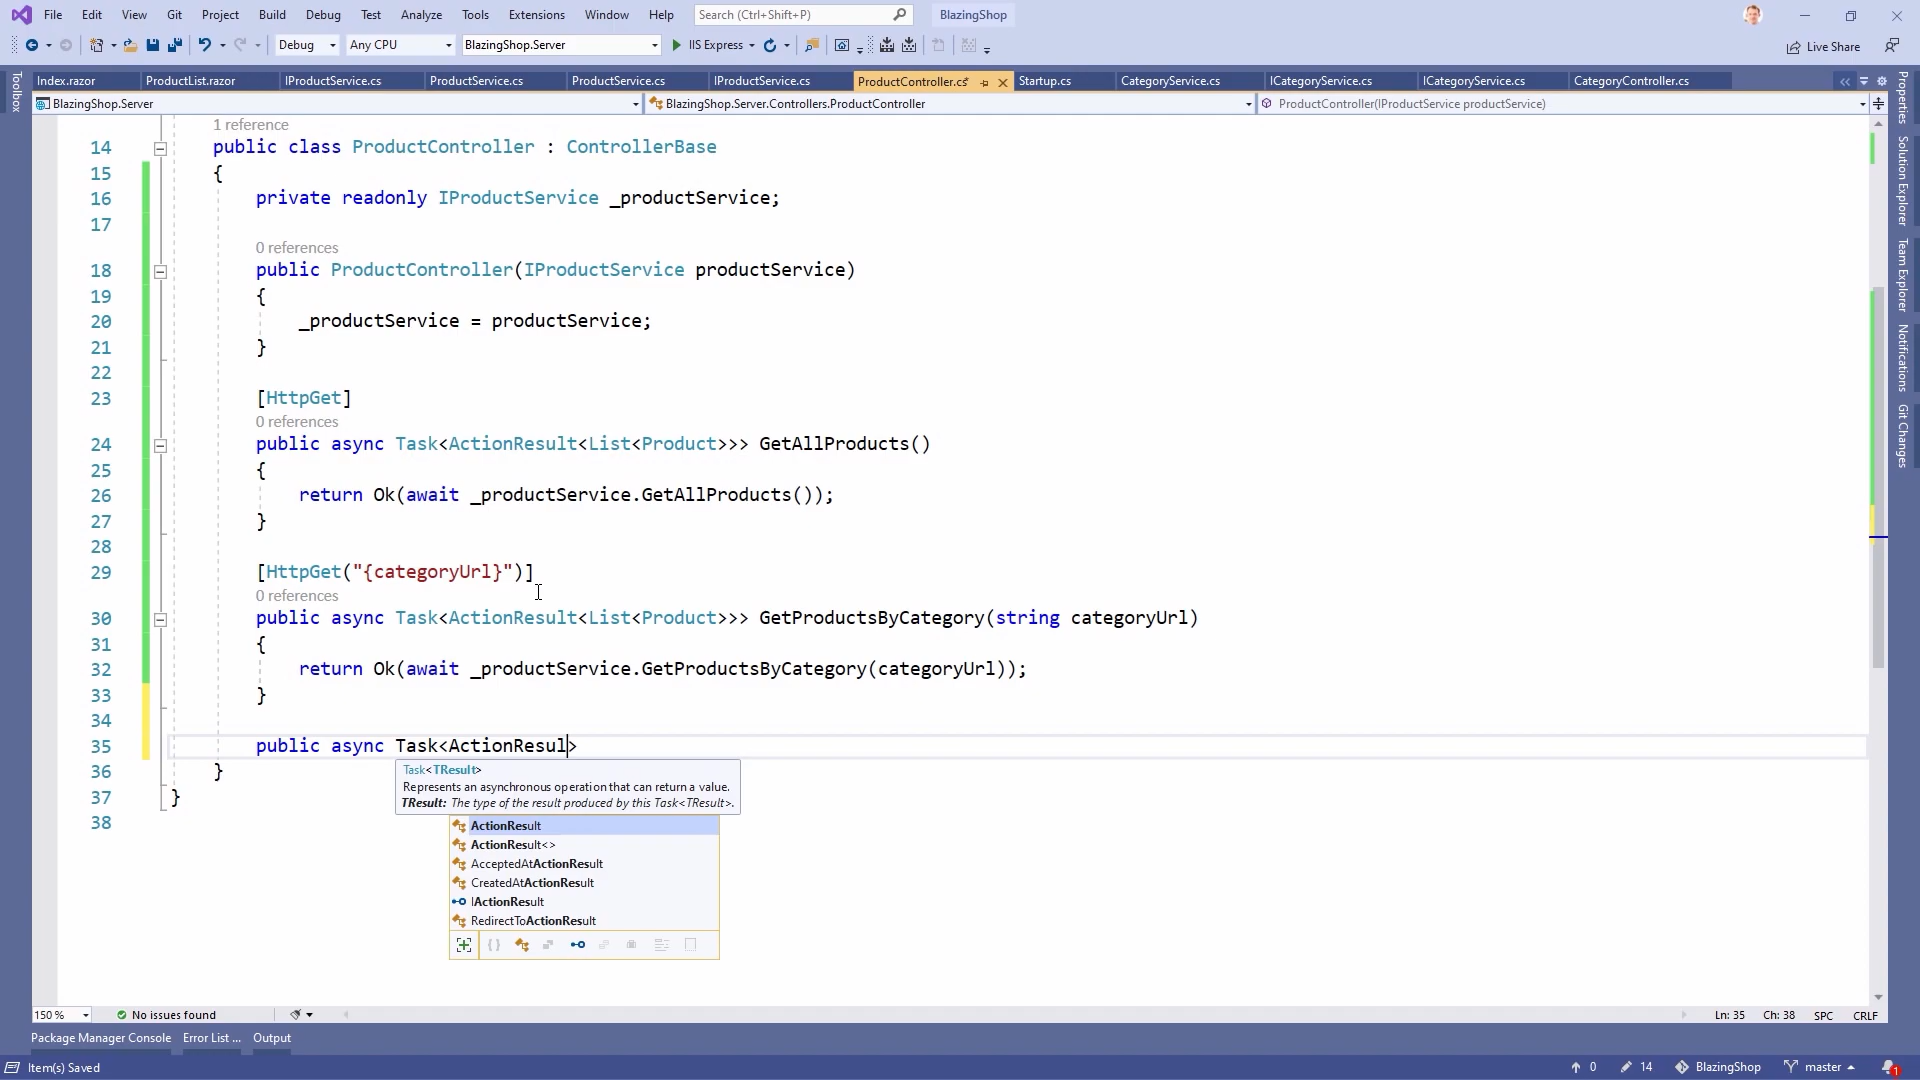 File Edit View Git Project Build Debug Test Analyze Tools Extensions Window Help Search (Ctrl+Shift+P) BlazingShop
Debug Any CPU BlazingShop.Server IIS Express Live Share
Index.razor ProductList.razor IProductService.cs ProductService.cs ProductService.cs IProductService.cs ProductController.cs* Startup.cs CategoryService.cs ICategoryService.cs ICategoryService.cs CategoryController.cs
BlazingShop.Server BlazingShop.Server.Controllers.ProductController ProductController(IProductService productService)
Toolbox
Properties
Solution Explorer
Team Explorer
Notifications
Git Changes
1 reference
14 public class ProductController : ControllerBase
15 {
16 private readonly IProductService _productService;
17
0 references
18 public ProductController(IProductService productService)
19 {
20 _productService = productService;
21 }
22
23 [HttpGet]
0 references
24 public async Task<ActionResult<List<Product>>> GetAllProducts()
25 {
26 return Ok(await _productService.GetAllProducts());
27 }
28
29 [HttpGet("{categoryUrl}")]
0 references
30 public async Task<ActionResult<List<Product>>> GetProductsByCategory(string categoryUrl)
31 {
32 return Ok(await _productService.GetProductsByCategory(categoryUrl));
33 }
34
35 public async Task<ActionResul>
36 }
37 }
38
Task<TResult>
Represents an asynchronous operation that can return a value.
TResult: The type of the result produced by this Task<TResult>.
ActionResult
ActionResult<>
AcceptedAtActionResult
CreatedAtActionResult
IActionResult
RedirectToActionResult
150 % No issues found Ln: 35 Ch: 38 SPC CRLF
Package Manager Console Error List ... Output
Item(s) Saved 0 14 BlazingShop master 1